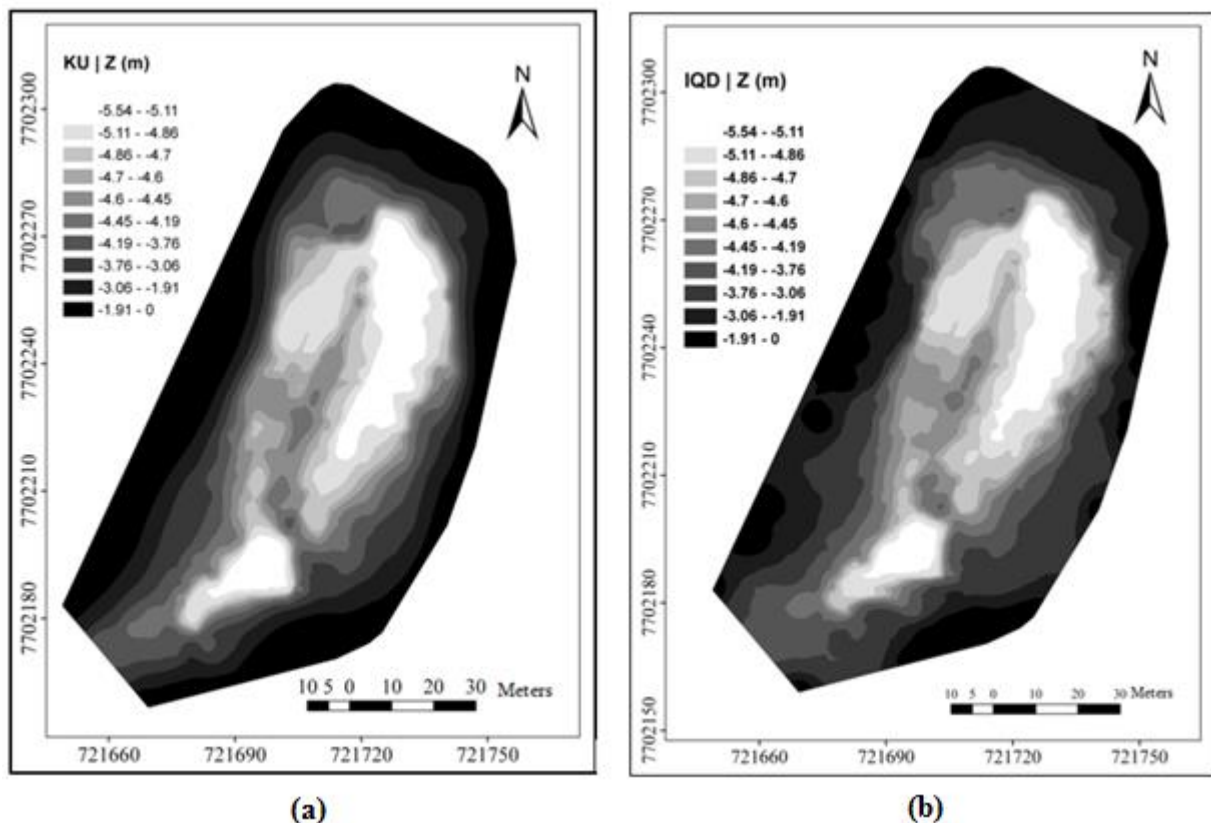 KU | Z (m)
-5.54 - -5.11
-5.11 - -4.86
-4.86 - -4.7
-4.7 - -4.6
-4.6 - -4.45
-4.45 - -4.19
-4.19 - -3.76
-3.76 - -3.06
-3.06 - -1.91
-1.91 - 0
N
7702300
7702270
7702240
7702210
7702180
10 5 0 10 20 30 Meters
721660 721690 721720 721750
(a)
IQD | Z (m)
-5.54 - -5.11
-5.11 - -4.86
-4.86 - -4.7
-4.7 - -4.6
-4.6 - -4.45
-4.45 - -4.19
-4.19 - -3.76
-3.76 - -3.06
-3.06 - -1.91
-1.91 - 0
N
7702300
7702270
7702240
7702210
7702180
7702150
10 5 0 10 20 30 Meters
721660 721690 721720 721750
(b)